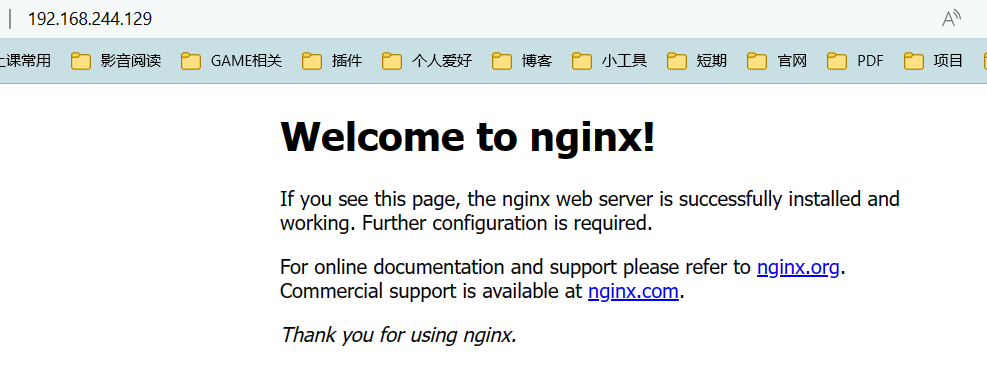 192.168.244.129
上课常用 影音阅读 GAME相关 插件 个人爱好 博客 小工具 短期 官网 PDF 项目
Welcome to nginx!
If you see this page, the nginx web server is successfully installed and
working. Further configuration is required.
For online documentation and support please refer to nginx.org.
Commercial support is available at nginx.com.
Thank you for using nginx.